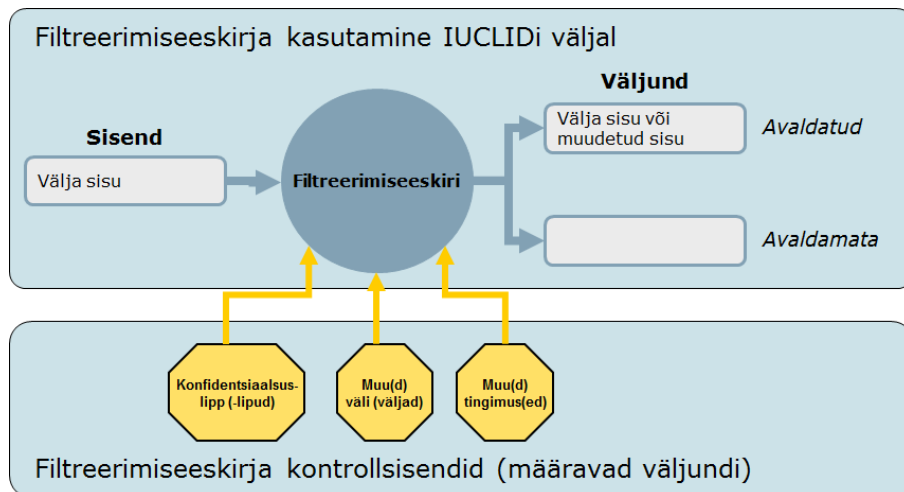 Filtreerimiseeskirja kasutamine IUCLIDi väljal
Sisend
Välja sisu
Filtreerimiseeskiri
Väljund
Välja sisu või
muudetud sisu
Avaldatud
Avaldamata
Konfidentsiaalsus-
lipp (-lipud)
Muu(d)
väli (väljad)
Muu(d)
tingimus(ed)
Filtreerimiseeskirja kontrollsisendid (määravad väljundi)